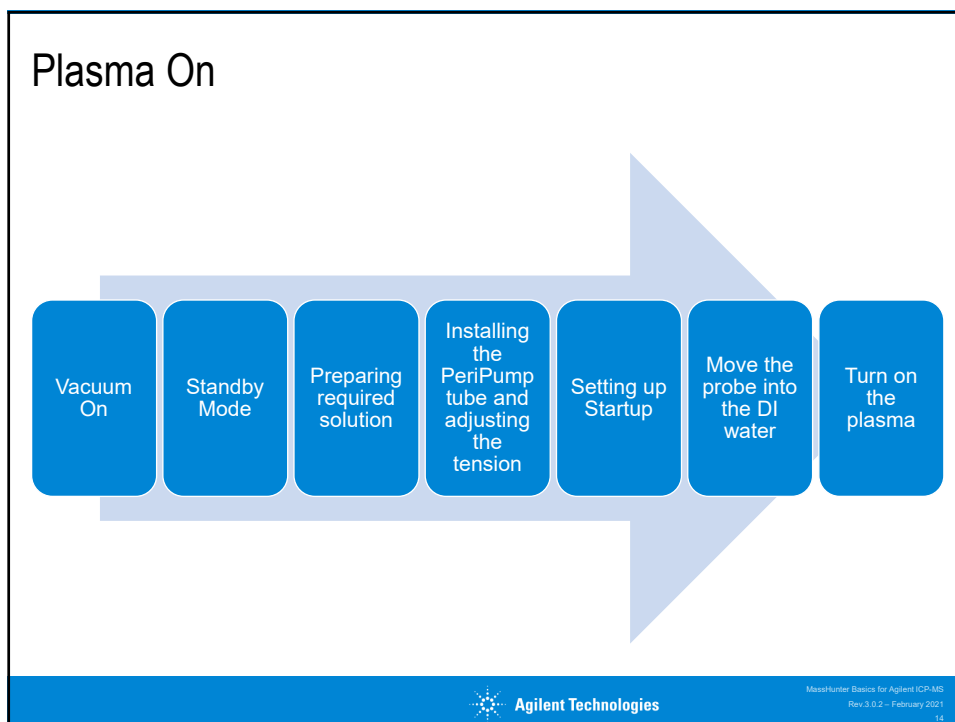 Plasma On
Vacuum
On
Standby
Mode
Preparing
required
solution
Installing
the
PeriPump
tube and
adjusting
the
tension
Setting up
Startup
Move the
probe into
the DI
water
Turn on
the
plasma
Agilent Technologies
MassHunter Basics for Agilent ICP-MS
Rev.3.0.2 – February 2021
14